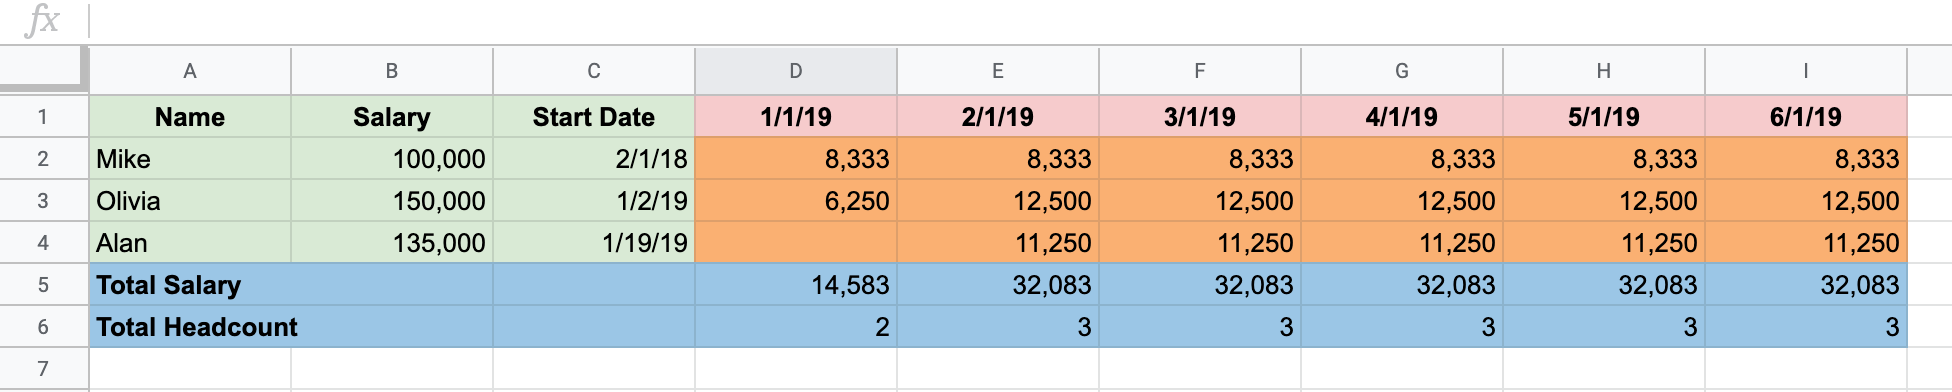 fx
A B C D E F G H I
1 Name Salary Start Date 1/1/19 2/1/19 3/1/19 4/1/19 5/1/19 6/1/19
2 Mike 100,000 2/1/18 8,333 8,333 8,333 8,333 8,333 8,333
3 Olivia 150,000 1/2/19 6,250 12,500 12,500 12,500 12,500 12,500
4 Alan 135,000 1/19/19 11,250 11,250 11,250 11,250 11,250
5 Total Salary 14,583 32,083 32,083 32,083 32,083 32,083
6 Total Headcount 2 3 3 3 3 3
7